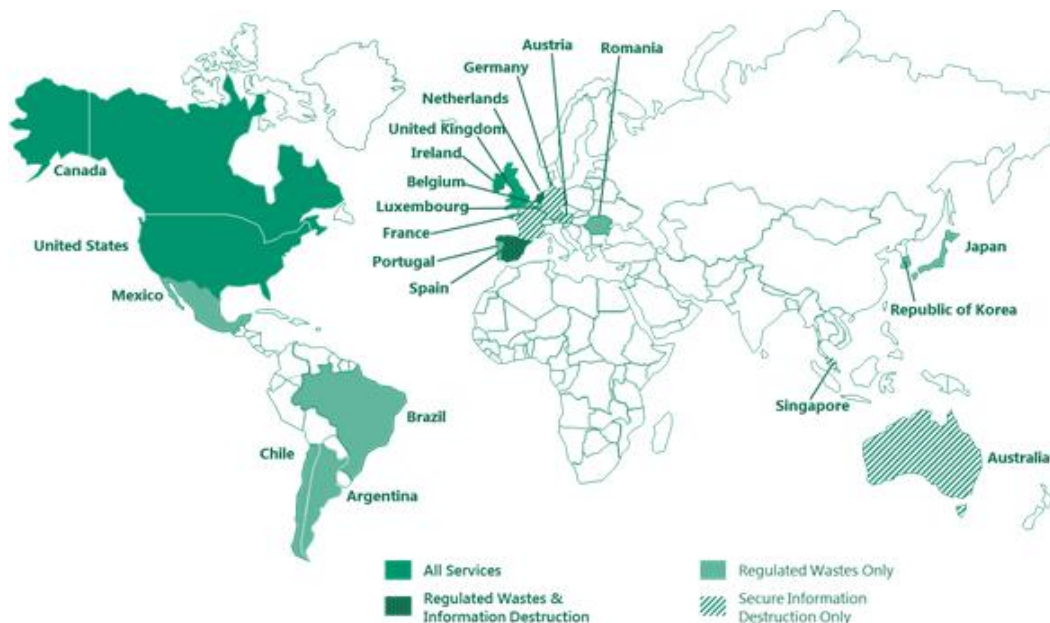 Austria
Romania
Germany
Netherlands
United Kingdom
Ireland
Canada
Belgium
Luxembourg
France
United States
Japan
Portugal
Spain
Mexico
Republic of Korea
Singapore
Brazil
Chile
Australia
Argentina
All Services
Regulated Wastes &
Information Destruction
Regulated Wastes Only
Secure Information
Destruction Only